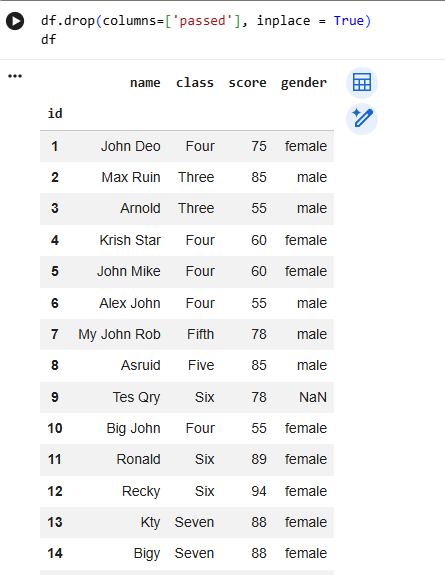 df.drop(columns=['passed'], inplace = True)
df
name class score gender
id
1 John Deo Four 75 female
2 Max Ruin Three 85 male
3 Arnold Three 55 male
4 Krish Star Four 60 female
5 John Mike Four 60 female
6 Alex John Four 55 male
7 My John Rob Fifth 78 male
8 Asruid Five 85 male
9 Tes Qry Six 78 NaN
10 Big John Four 55 female
11 Ronald Six 89 female
12 Recky Six 94 female
13 Kty Seven 88 female
14 Bigy Seven 88 female